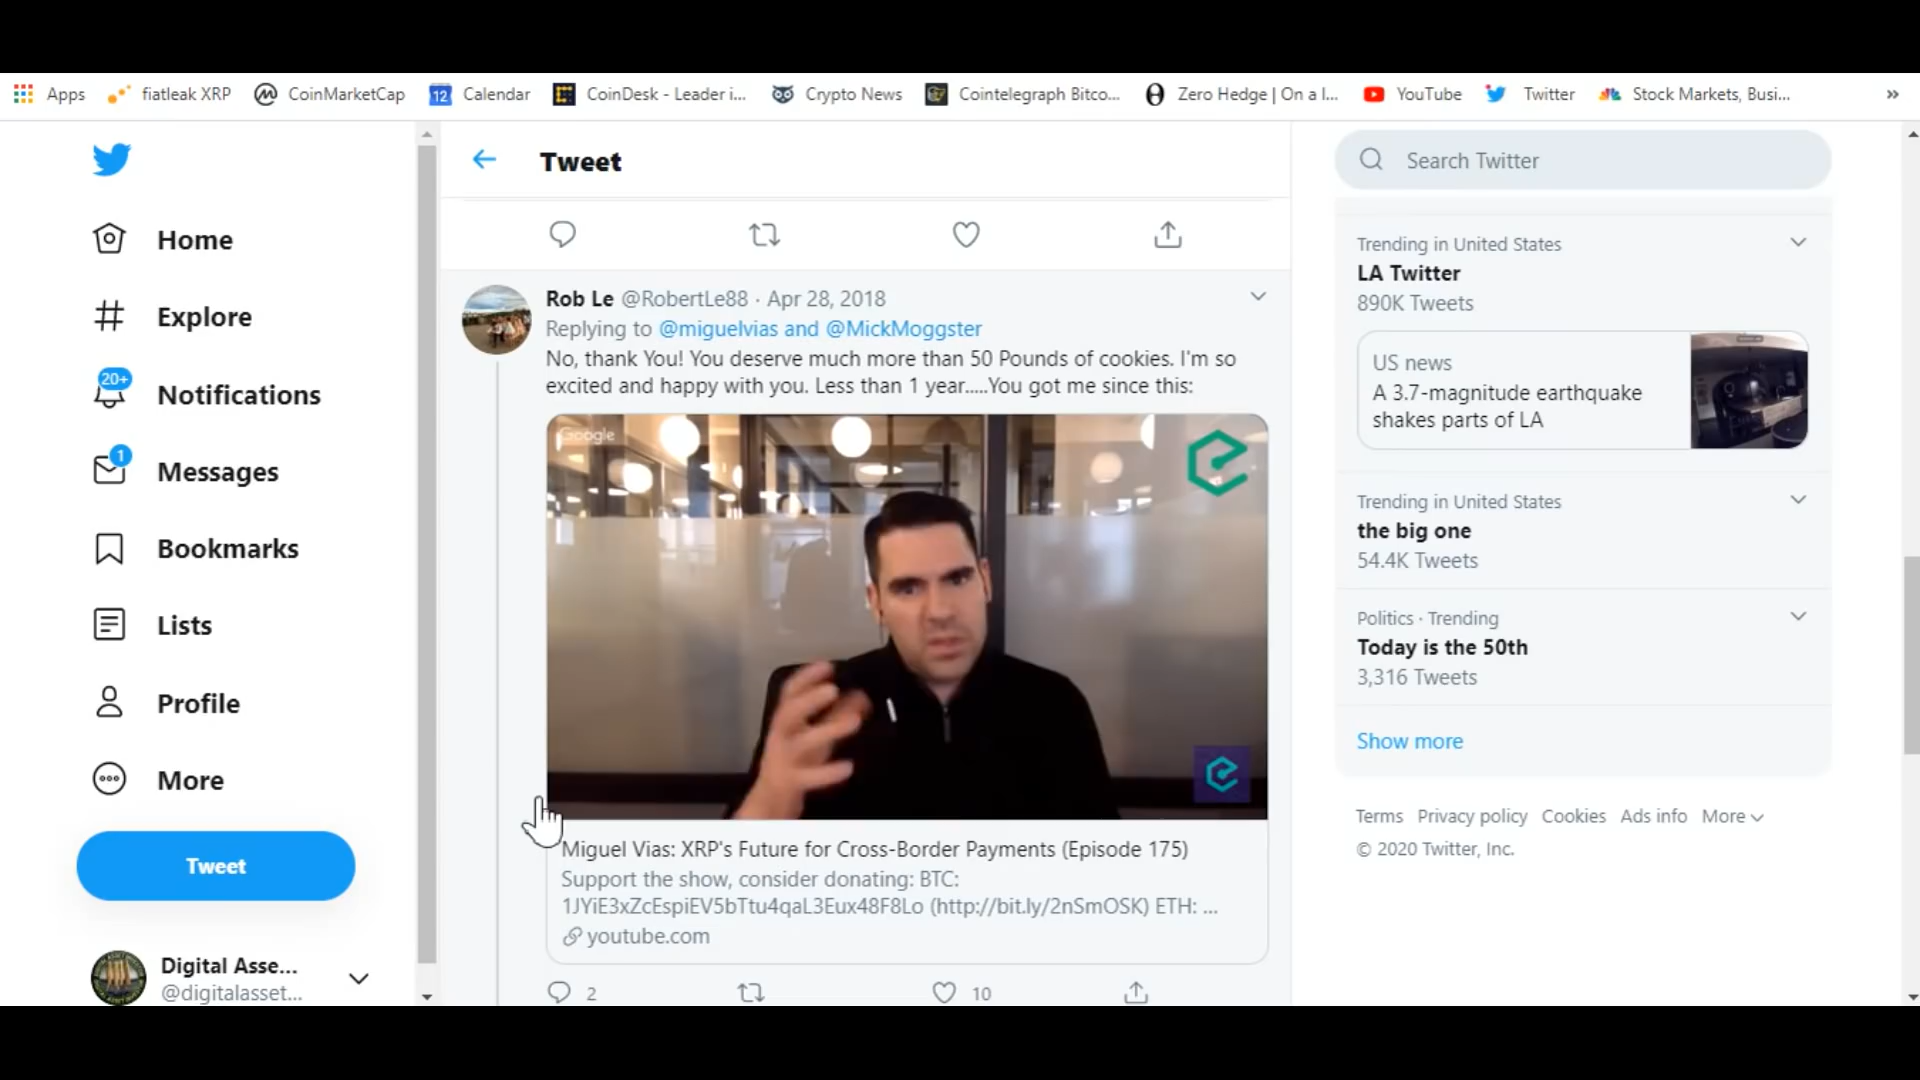 Apps
fiatleak XRP
CoinMarketCap
12
Calendar
CoinDesk - Leader i...
Crypto News
Cointelegraph Bitco...
Zero Hedge | On a l...
YouTube
Twitter
Stock Markets, Busi...
»
Home
Explore
20+
Notifications
1
Messages
Bookmarks
Lists
Profile
More
Tweet
Digital Asse...
@digitalasset...
Tweet
Rob Le @RobertLe88 · Apr 28, 2018
Replying to @miguelvias and @MickMoggster
No, thank You! You deserve much more than 50 Pounds of cookies. I'm so
excited and happy with you. Less than 1 year.....You got me since this:
Google
Miguel Vias: XRP's Future for Cross-Border Payments (Episode 175)
Support the show, consider donating: BTC:
1JYiE3xZcEspiEV5bTtu4qaL3Eux48F8Lo (http://bit.ly/2nSmOSK) ETH: ...
youtube.com
2
10
Search Twitter
Trending in United States
LA Twitter
890K Tweets
US news
A 3.7-magnitude earthquake
shakes parts of LA
Trending in United States
the big one
54.4K Tweets
Politics · Trending
Today is the 50th
3,316 Tweets
Show more
Terms Privacy policy Cookies Ads info More
© 2020 Twitter, Inc.